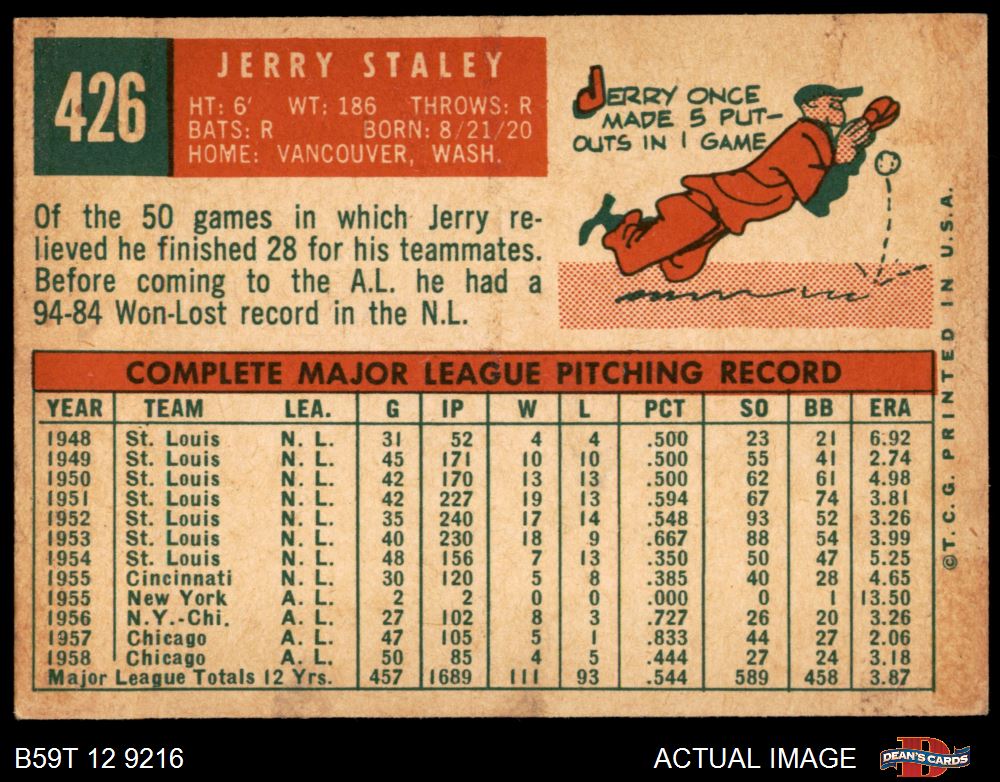 426
JERRY STALEY
HT: 6' WT: 186 THROWS: R
BATS: R BORN: 8/21/20
HOME: VANCOUVER, WASH.
JERRY ONCE
MADE 5 PUT-
OUTS IN 1 GAME
Of the 50 games in which Jerry re-
lieved he finished 28 for his teammates.
Before coming to the A.L. he had a
94-84 Won-Lost record in the N.L.
COMPLETE MAJOR LEAGUE PITCHING RECORD
YEAR TEAM LEA. G IP W L PCT SO BB ERA
1948 St. Louis N. L. 31 52 4 4 .500 23 21 6.92
1949 St. Louis N. L. 45 171 10 10 .500 55 41 2.74
1950 St. Louis N. L. 42 170 13 13 .500 62 61 4.98
1951 St. Louis N. L. 42 227 19 13 .594 67 74 3.81
1952 St. Louis N. L. 35 240 17 14 .548 93 52 3.26
1953 St. Louis N. L. 40 230 18 9 .667 88 54 3.99
1954 St. Louis N. L. 48 156 7 13 .350 50 47 5.25
1955 Cincinnati N. L. 30 120 5 8 .385 40 28 4.65
1955 New York A. L. 2 2 0 0 .000 0 1 13.50
1956 N.Y.-Chi. A. L. 27 102 8 3 .727 26 20 3.26
1957 Chicago A. L. 47 105 5 1 .833 44 27 2.06
1958 Chicago A. L. 50 85 4 5 .444 27 24 3.18
Major League Totals 12 Yrs. 457 1689 111 93 .544 589 458 3.87
©T. C. G. PRINTED IN U.S.A.
B59T 12 9216
ACTUAL IMAGE
DEAN'S CARDS